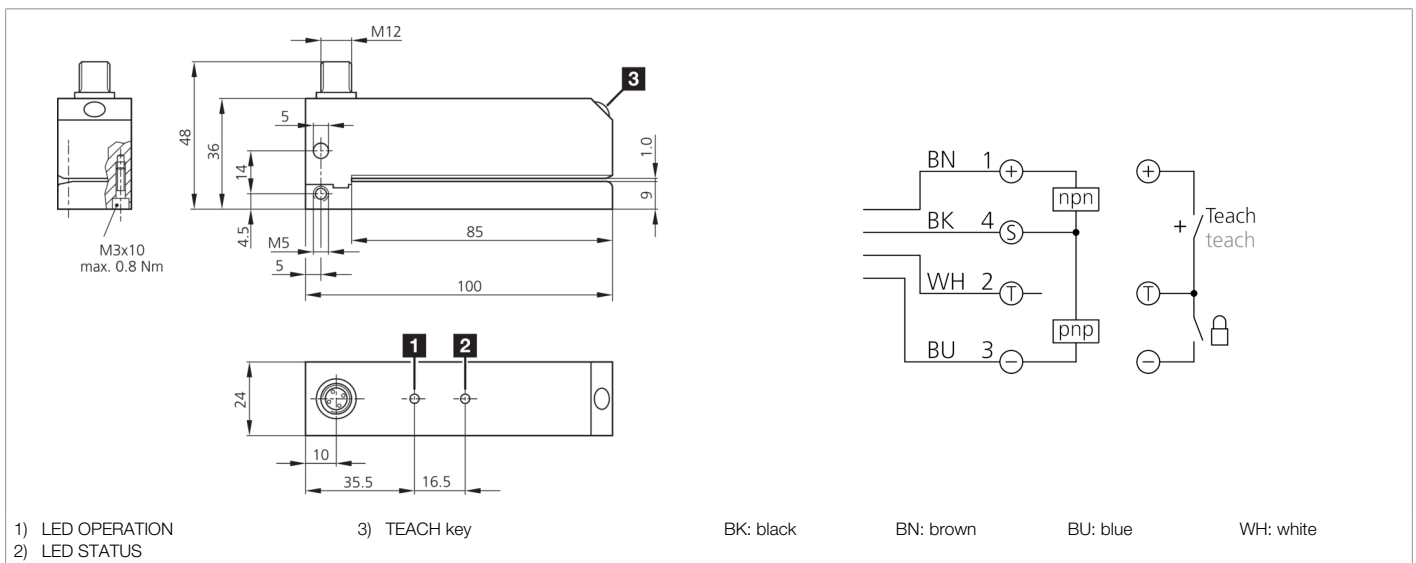 M12
3
5
48
36
14
1.0
9
4.5
M5
85
5
100
M3x10
max. 0.8 Nm
1 2
24
10
35.5 16.5
BN 1 +
npn
BK 4 S
WH 2 T
pnp
BU 3 −
+
+ Teach
teach
T
−
1) LED OPERATION 3) TEACH key BK: black BN: brown BU: blue WH: white
2) LED STATUS